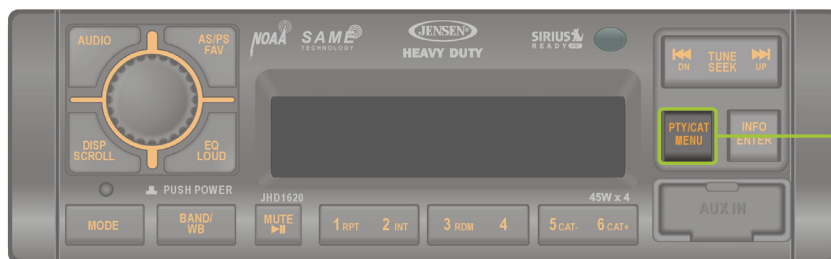 AUDIO
AS/PS
FAV
NOAA
SAME
TECHNOLOGY
JENSEN®
HEAVY DUTY
SIRIUS
READY
TUNE
SEEK
DN
UP
PTY/CAT
MENU
INFO
ENTER
DISP
SCROLL
EQ
LOUD
PUSH POWER
JHD1620
45W x 4
AUX IN
MODE
BAND/
WB
MUTE
1 RPT 2 INT
3 RDM 4
5 CAT- 6 CAT+